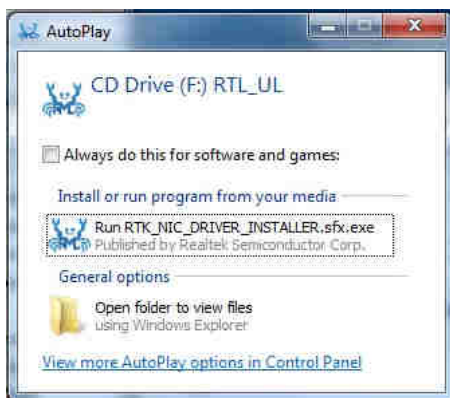 AutoPlay
CD Drive (F:) RTL_UL
Always do this for software and games:
Install or run program from your media
Run RTK_NIC_DRIVER_INSTALLER.sfx.exe
Published by Realtek Semiconductor Corp.
General options
Open folder to view files
using Windows Explorer
View more AutoPlay options in Control Panel